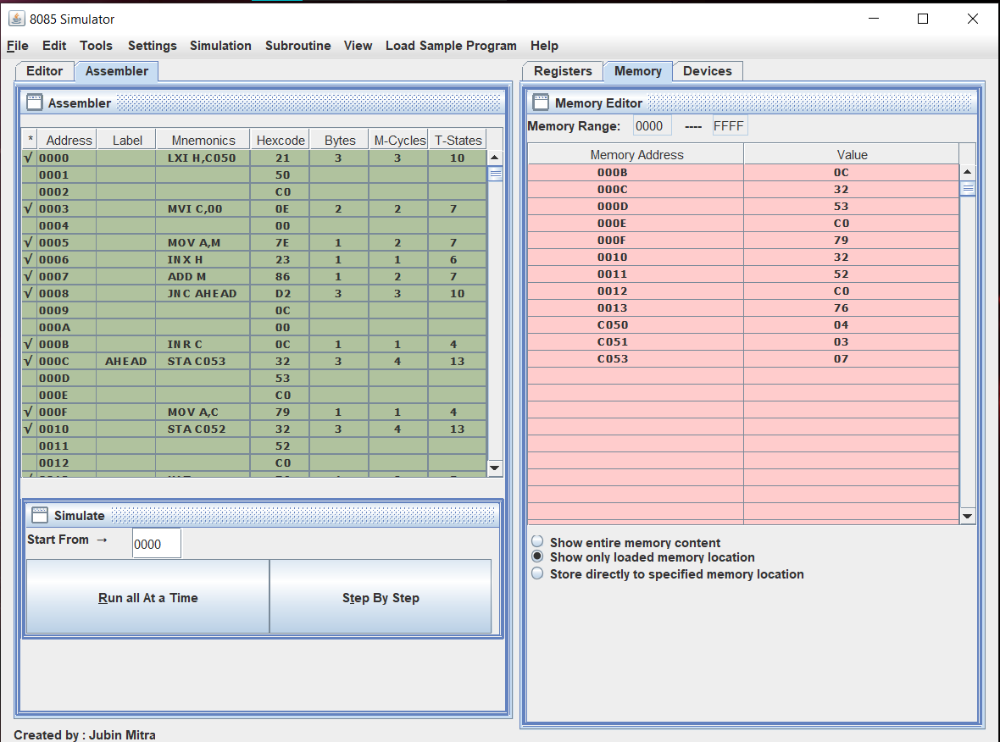 8085 Simulator
File Edit Tools Settings Simulation Subroutine View Load Sample Program Help
Editor Assembler
Assembler
* Address Label Mnemonics Hexcode Bytes M-Cycles T-States
√ 0000 LXI H,C050 21 3 3 10
0001 50
0002 C0
√ 0003 MVI C,00 0E 2 2 7
0004 00
√ 0005 MOV A,M 7E 1 2 7
√ 0006 INX H 23 1 1 6
√ 0007 ADD M 86 1 2 7
√ 0008 JNC AHEAD D2 3 3 10
0009 0C
000A 00
√ 000B INR C 0C 1 1 4
√ 000C AHEAD STA C053 32 3 4 13
000D 53
000E C0
√ 000F MOV A,C 79 1 1 4
√ 0010 STA C052 32 3 4 13
0011 52
0012 C0
Simulate
Start From → 0000
Run all At a Time Step By Step
Created by : Jubin Mitra
Registers Memory Devices
Memory Editor
Memory Range: 0000 ---- FFFF
Memory Address Value
000B 0C
000C 32
000D 53
000E C0
000F 79
0010 32
0011 52
0012 C0
0013 76
C050 04
C051 03
C053 07
Show entire memory content
Show only loaded memory location
Store directly to specified memory location